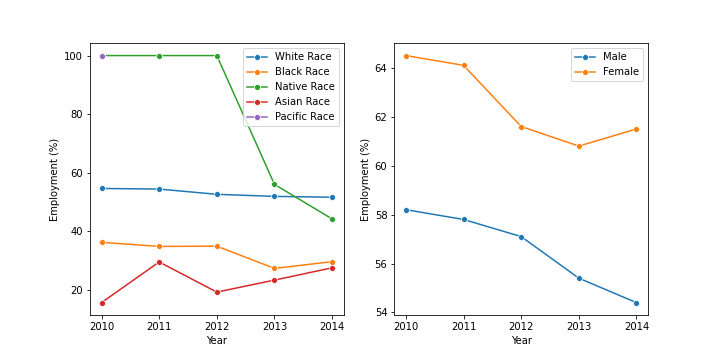 100
80
60
40
20
Employment (%)
2010 2011 2012 2013 2014
Year
White Race
Black Race
Native Race
Asian Race
Pacific Race
64
62
60
58
56
54
Employment (%)
2010 2011 2012 2013 2014
Year
Male
Female